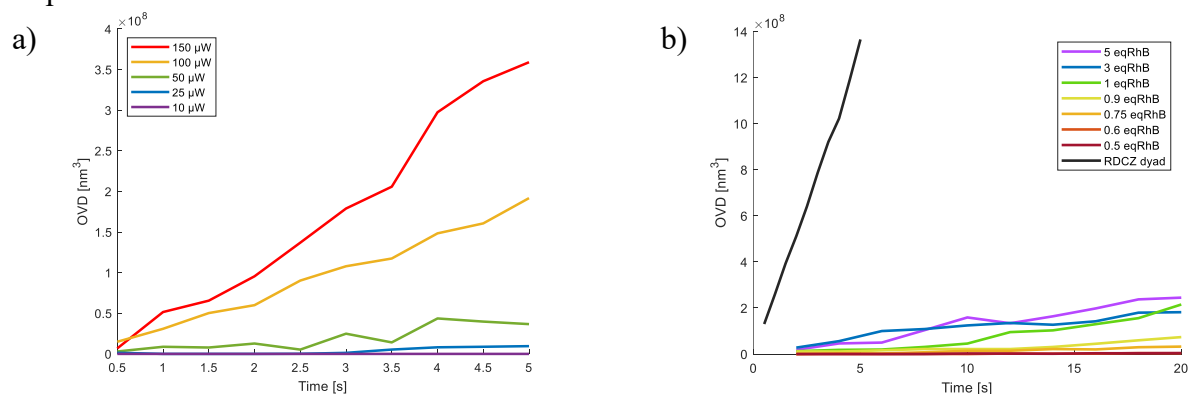 a)
×10⁸
4
3.5
3
2.5
2
1.5
1
0.5
0
OVD [nm³]
150 µW
100 µW
50 µW
25 µW
10 µW
0.5 1 1.5 2 2.5 3 3.5 4 4.5 5
Time [s]
b)
×10⁸
14
12
10
8
6
4
2
0
OVD [nm³]
5 eqRhB
3 eqRhB
1 eqRhB
0.9 eqRhB
0.75 eqRhB
0.6 eqRhB
0.5 eqRhB
RDCZ dyad
0 5 10 15 20
Time [s]